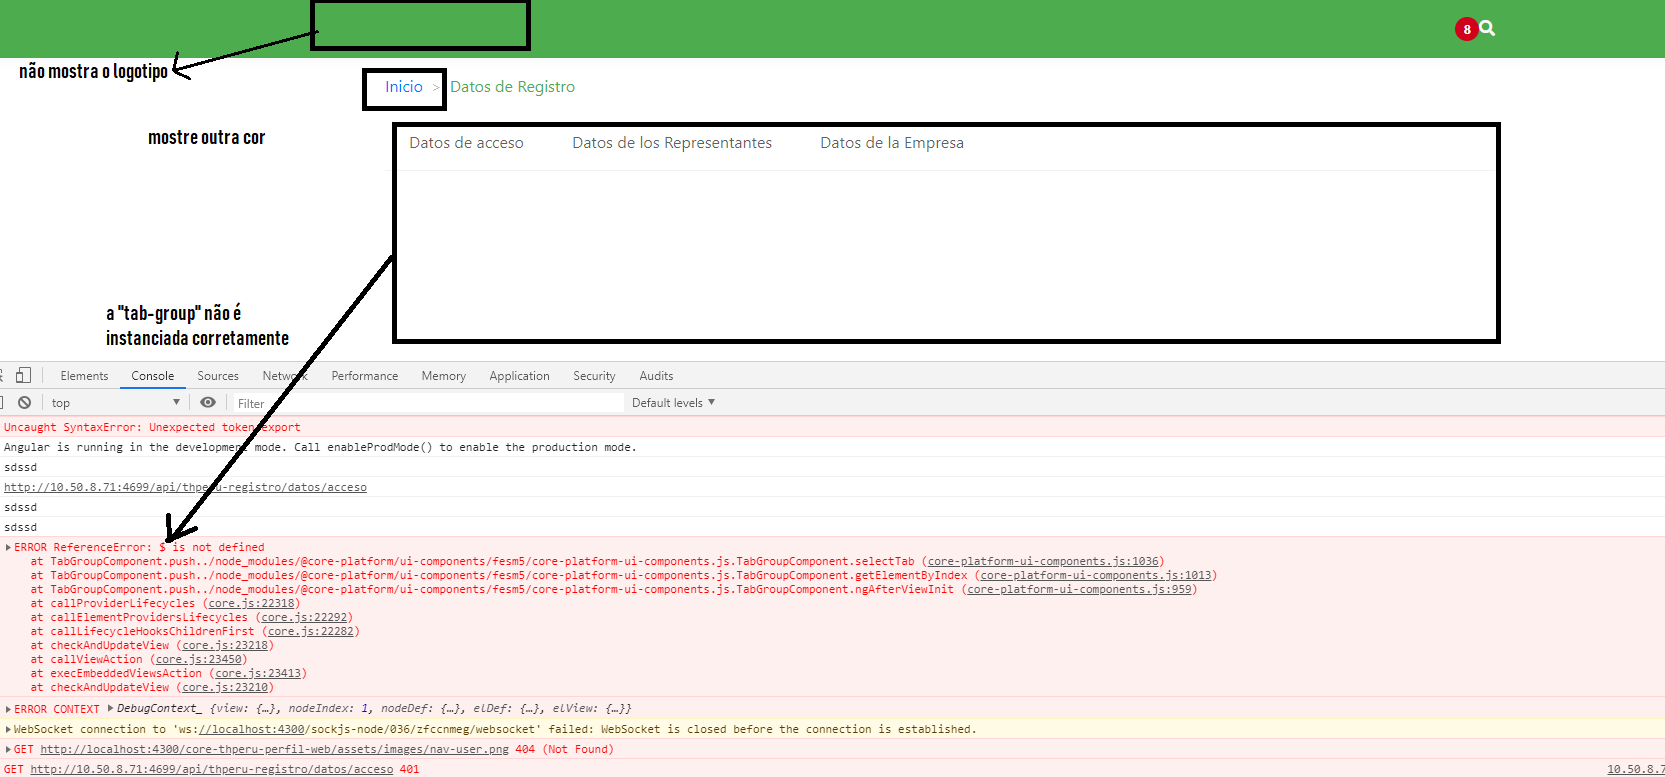 8
não mostra o logotipo
Inicio > Datos de Registro
mostre outra cor
Datos de acceso Datos de los Representantes Datos de la Empresa
a "tab-group" não é
instanciada corretamente
Elements Console Sources Network Performance Memory Application Security Audits
top Filter Default levels
Uncaught SyntaxError: Unexpected token export
Angular is running in the development mode. Call enableProdMode() to enable the production mode.
sdssd
http://10.50.8.71:4699/api/thperu-registro/datos/acceso
sdssd
sdssd
ERROR ReferenceError: $ is not defined
at TabGroupComponent.push../node_modules/@core-platform/ui-components/fesm5/core-platform-ui-components.js.TabGroupComponent.selectTab (core-platform-ui-components.js:1036)
at TabGroupComponent.push../node_modules/@core-platform/ui-components/fesm5/core-platform-ui-components.js.TabGroupComponent.getElementByIndex (core-platform-ui-components.js:1013)
at TabGroupComponent.push../node_modules/@core-platform/ui-components/fesm5/core-platform-ui-components.js.TabGroupComponent.ngAfterViewInit (core-platform-ui-components.js:959)
at callProviderLifecycles (core.js:22318)
at callElementProvidersLifecycles (core.js:22292)
at callLifecycleHooksChildrenFirst (core.js:22282)
at checkAndUpdateView (core.js:23218)
at callViewAction (core.js:23450)
at execEmbeddedViewsAction (core.js:23413)
at checkAndUpdateView (core.js:23210)
ERROR CONTEXT DebugContext_ {view: {…}, nodeIndex: 1, nodeDef: {…}, elDef: {…}, elView: {…}}
WebSocket connection to 'ws://localhost:4300/sockjs-node/036/zfccnmeg/websocket' failed: WebSocket is closed before the connection is established.
GET http://localhost:4300/core-thperu-perfil-web/assets/images/nav-user.png 404 (Not Found)
GET http://10.50.8.71:4699/api/thperu-registro/datos/acceso 401 10.50.8.7